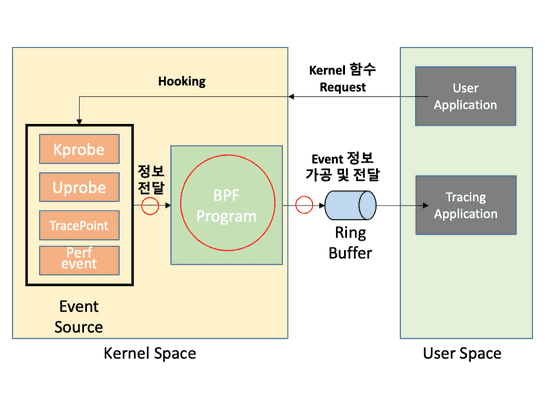 Hooking
Kernel 함수
Request
User
Application
Kprobe
Uprobe
TracePoint
Perf
event
Event
Source
정보
전달
BPF
Program
Event 정보
가공 및 전달
Ring
Buffer
Tracing
Application
Kernel Space
User Space